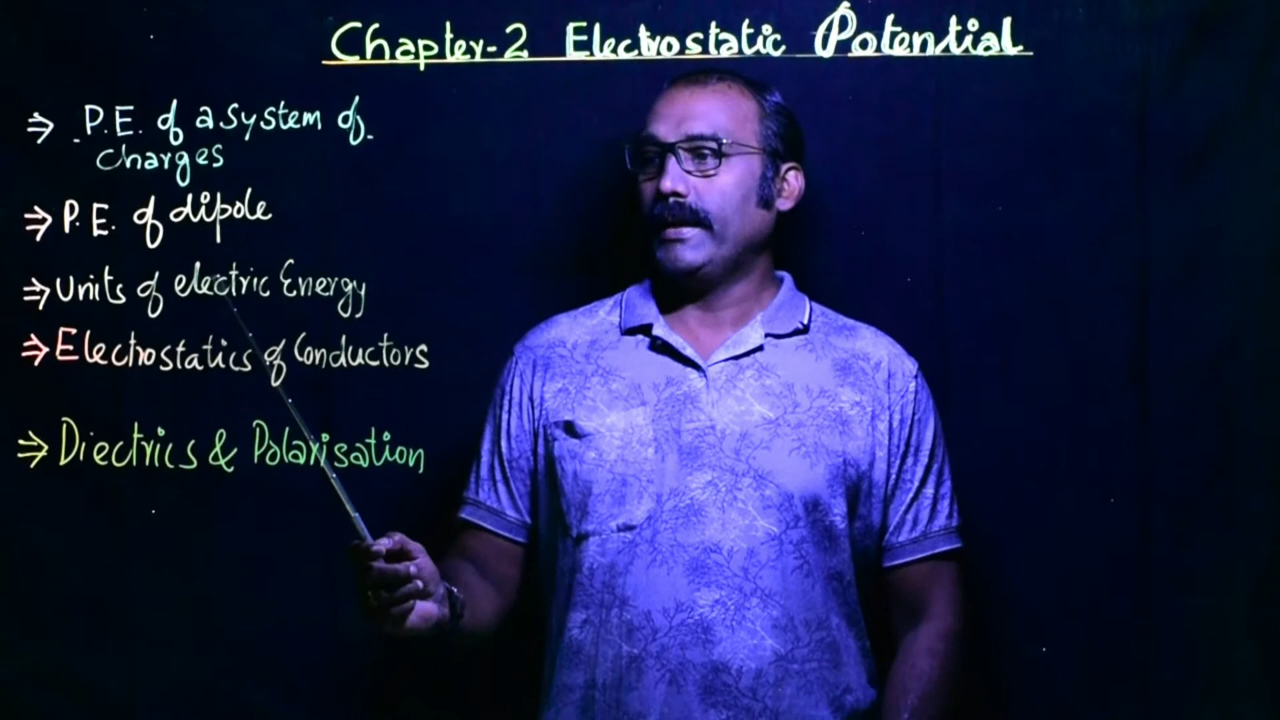 Chapter-2 Electrostatic Potential
⇒ P.E. of a system of
charges
⇒ P.E. of dipole
⇒ Units of electric Energy
⇒ Electrostatics of Conductors
⇒ Diectrics & Polarisation